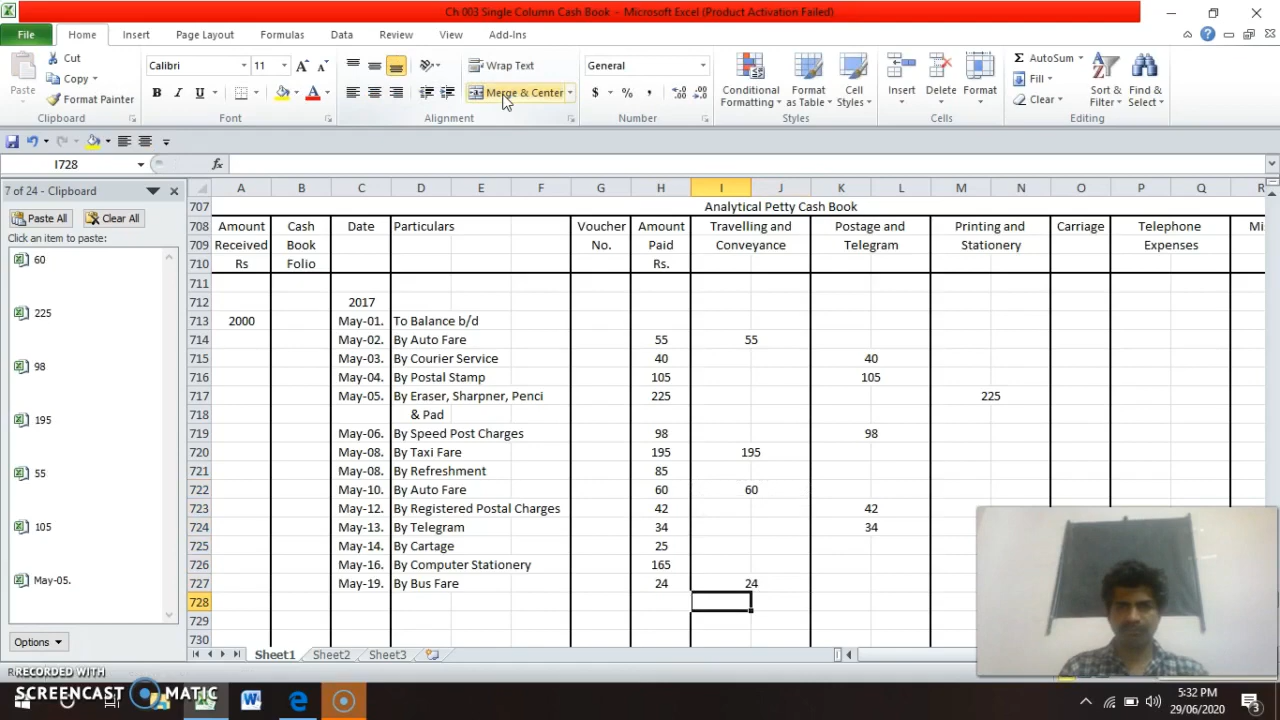 Ch 003 Single Column Cash Book - Microsoft Excel (Product Activation Failed)
File Home Insert Page Layout Formulas Data Review View Add-Ins
Cut
Copy
Format Painter
Paste
Clipboard
Calibri 11
B I U
Font
Wrap Text
Merge & Center
Alignment
General
$ % ,
Number
Conditional Formatting
Format as Table
Cell Styles
Styles
Insert Delete Format
Cells
AutoSum
Fill
Clear
Sort & Filter
Find & Select
Editing
I728 fx
7 of 24 - Clipboard
Paste All Clear All
Click an item to paste:
60
225
98
195
55
105
May-05.
Options
A B C D E F G H I J K L M N O P Q R
707 Analytical Petty Cash Book
708 Amount Cash Date Particulars Voucher Amount Travelling and Postage and Printing and Carriage Telephone
709 Received Book No. Paid Conveyance Telegram Stationery Expenses
710 Rs Folio Rs.
711
712 2017
713 2000 May-01. To Balance b/d
714 May-02. By Auto Fare 55 55
715 May-03. By Courier Service 40 40
716 May-04. By Postal Stamp 105 105
717 May-05. By Eraser, Sharpner, Penci 225 225
718 & Pad
719 May-06. By Speed Post Charges 98 98
720 May-08. By Taxi Fare 195 195
721 May-08. By Refreshment 85
722 May-10. By Auto Fare 60 60
723 May-12. By Registered Postal Charges 42 42
724 May-13. By Telegram 34 34
725 May-14. By Cartage 25
726 May-16. By Computer Stationery 165
727 May-19. By Bus Fare 24 24
728
729
730
Sheet1 Sheet2 Sheet3
RECORDED WITH
SCREENCAST MATIC
5:32 PM
29/06/2020
3